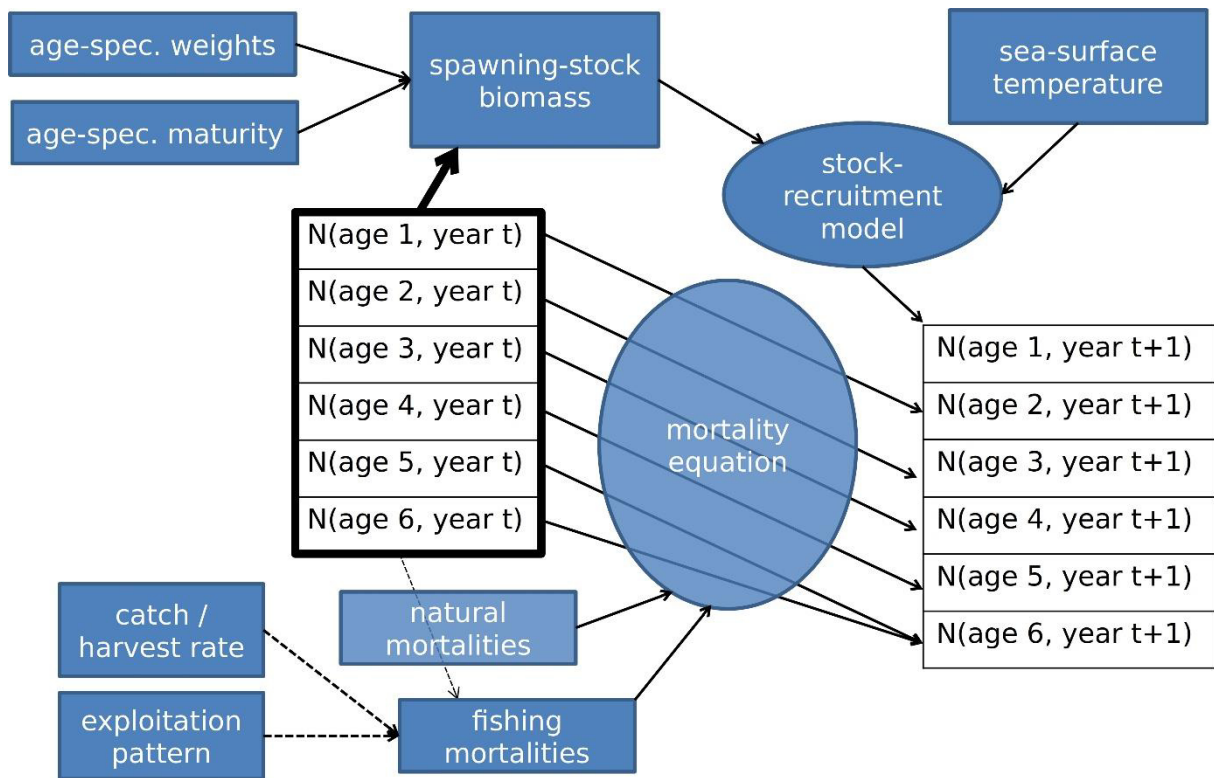 age-spec. weights
age-spec. maturity
spawning-stock
biomass
sea-surface
temperature
stock-
recruitment
model
N(age 1, year t)
N(age 2, year t)
N(age 3, year t)
N(age 4, year t)
N(age 5, year t)
N(age 6, year t)
mortality
equation
N(age 1, year t+1)
N(age 2, year t+1)
N(age 3, year t+1)
N(age 4, year t+1)
N(age 5, year t+1)
N(age 6, year t+1)
natural
mortalities
catch /
harvest rate
exploitation
pattern
fishing
mortalities